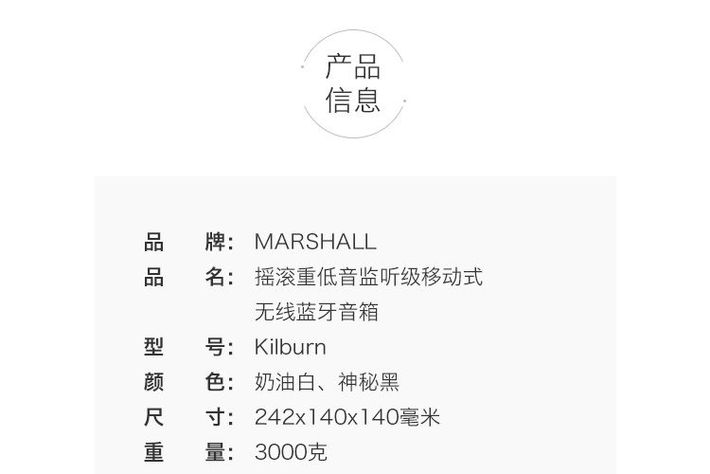 产品
信息
品 牌： MARSHALL
品 名： 摇滚重低音监听级移动式
无线蓝牙音箱
型 号： Kilburn
颜 色： 奶油白、神秘黑
尺 寸： 242x140x140毫米
重 量： 3000克